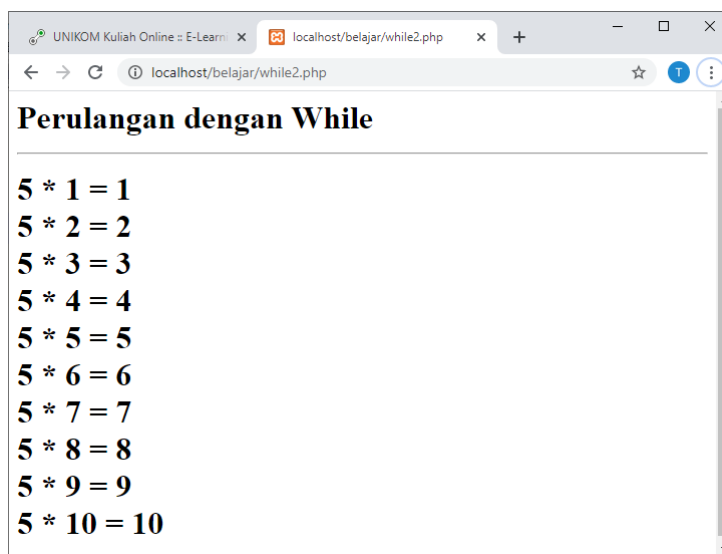 UNIKOM Kuliah Online :: E-Learni
localhost/belajar/while2.php
localhost/belajar/while2.php
T
Perulangan dengan While
5 * 1 = 1
5 * 2 = 2
5 * 3 = 3
5 * 4 = 4
5 * 5 = 5
5 * 6 = 6
5 * 7 = 7
5 * 8 = 8
5 * 9 = 9
5 * 10 = 10